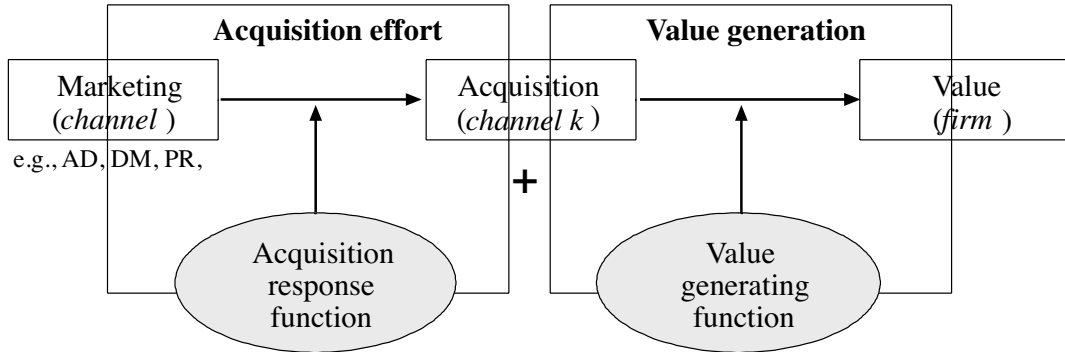 Acquisition effort
Value generation
Marketing
(channel )
Acquisition
(channel k )
Value
(firm )
e.g., AD, DM, PR,
+
Acquisition
response
function
Value
generating
function